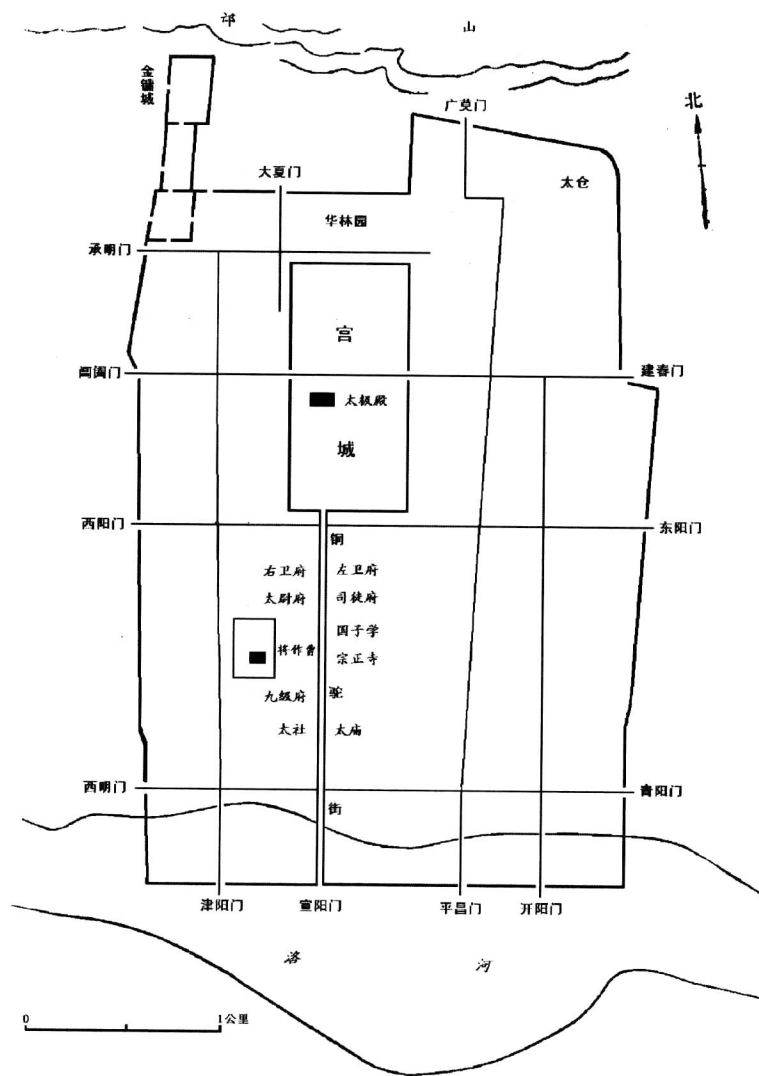 邙 山
金镛城
广莫门
北
大夏门
太仓
华林园
承明门
宫
阊阖门
建春门
太极殿
城
西阳门
东阳门
铜
右卫府
左卫府
太尉府
司徒府
国子学
将作曹
宗正寺
九级府
驼
太社
太庙
西明门
青阳门
街
津阳门
宣阳门
平昌门
开阳门
洛 河
0
1公里